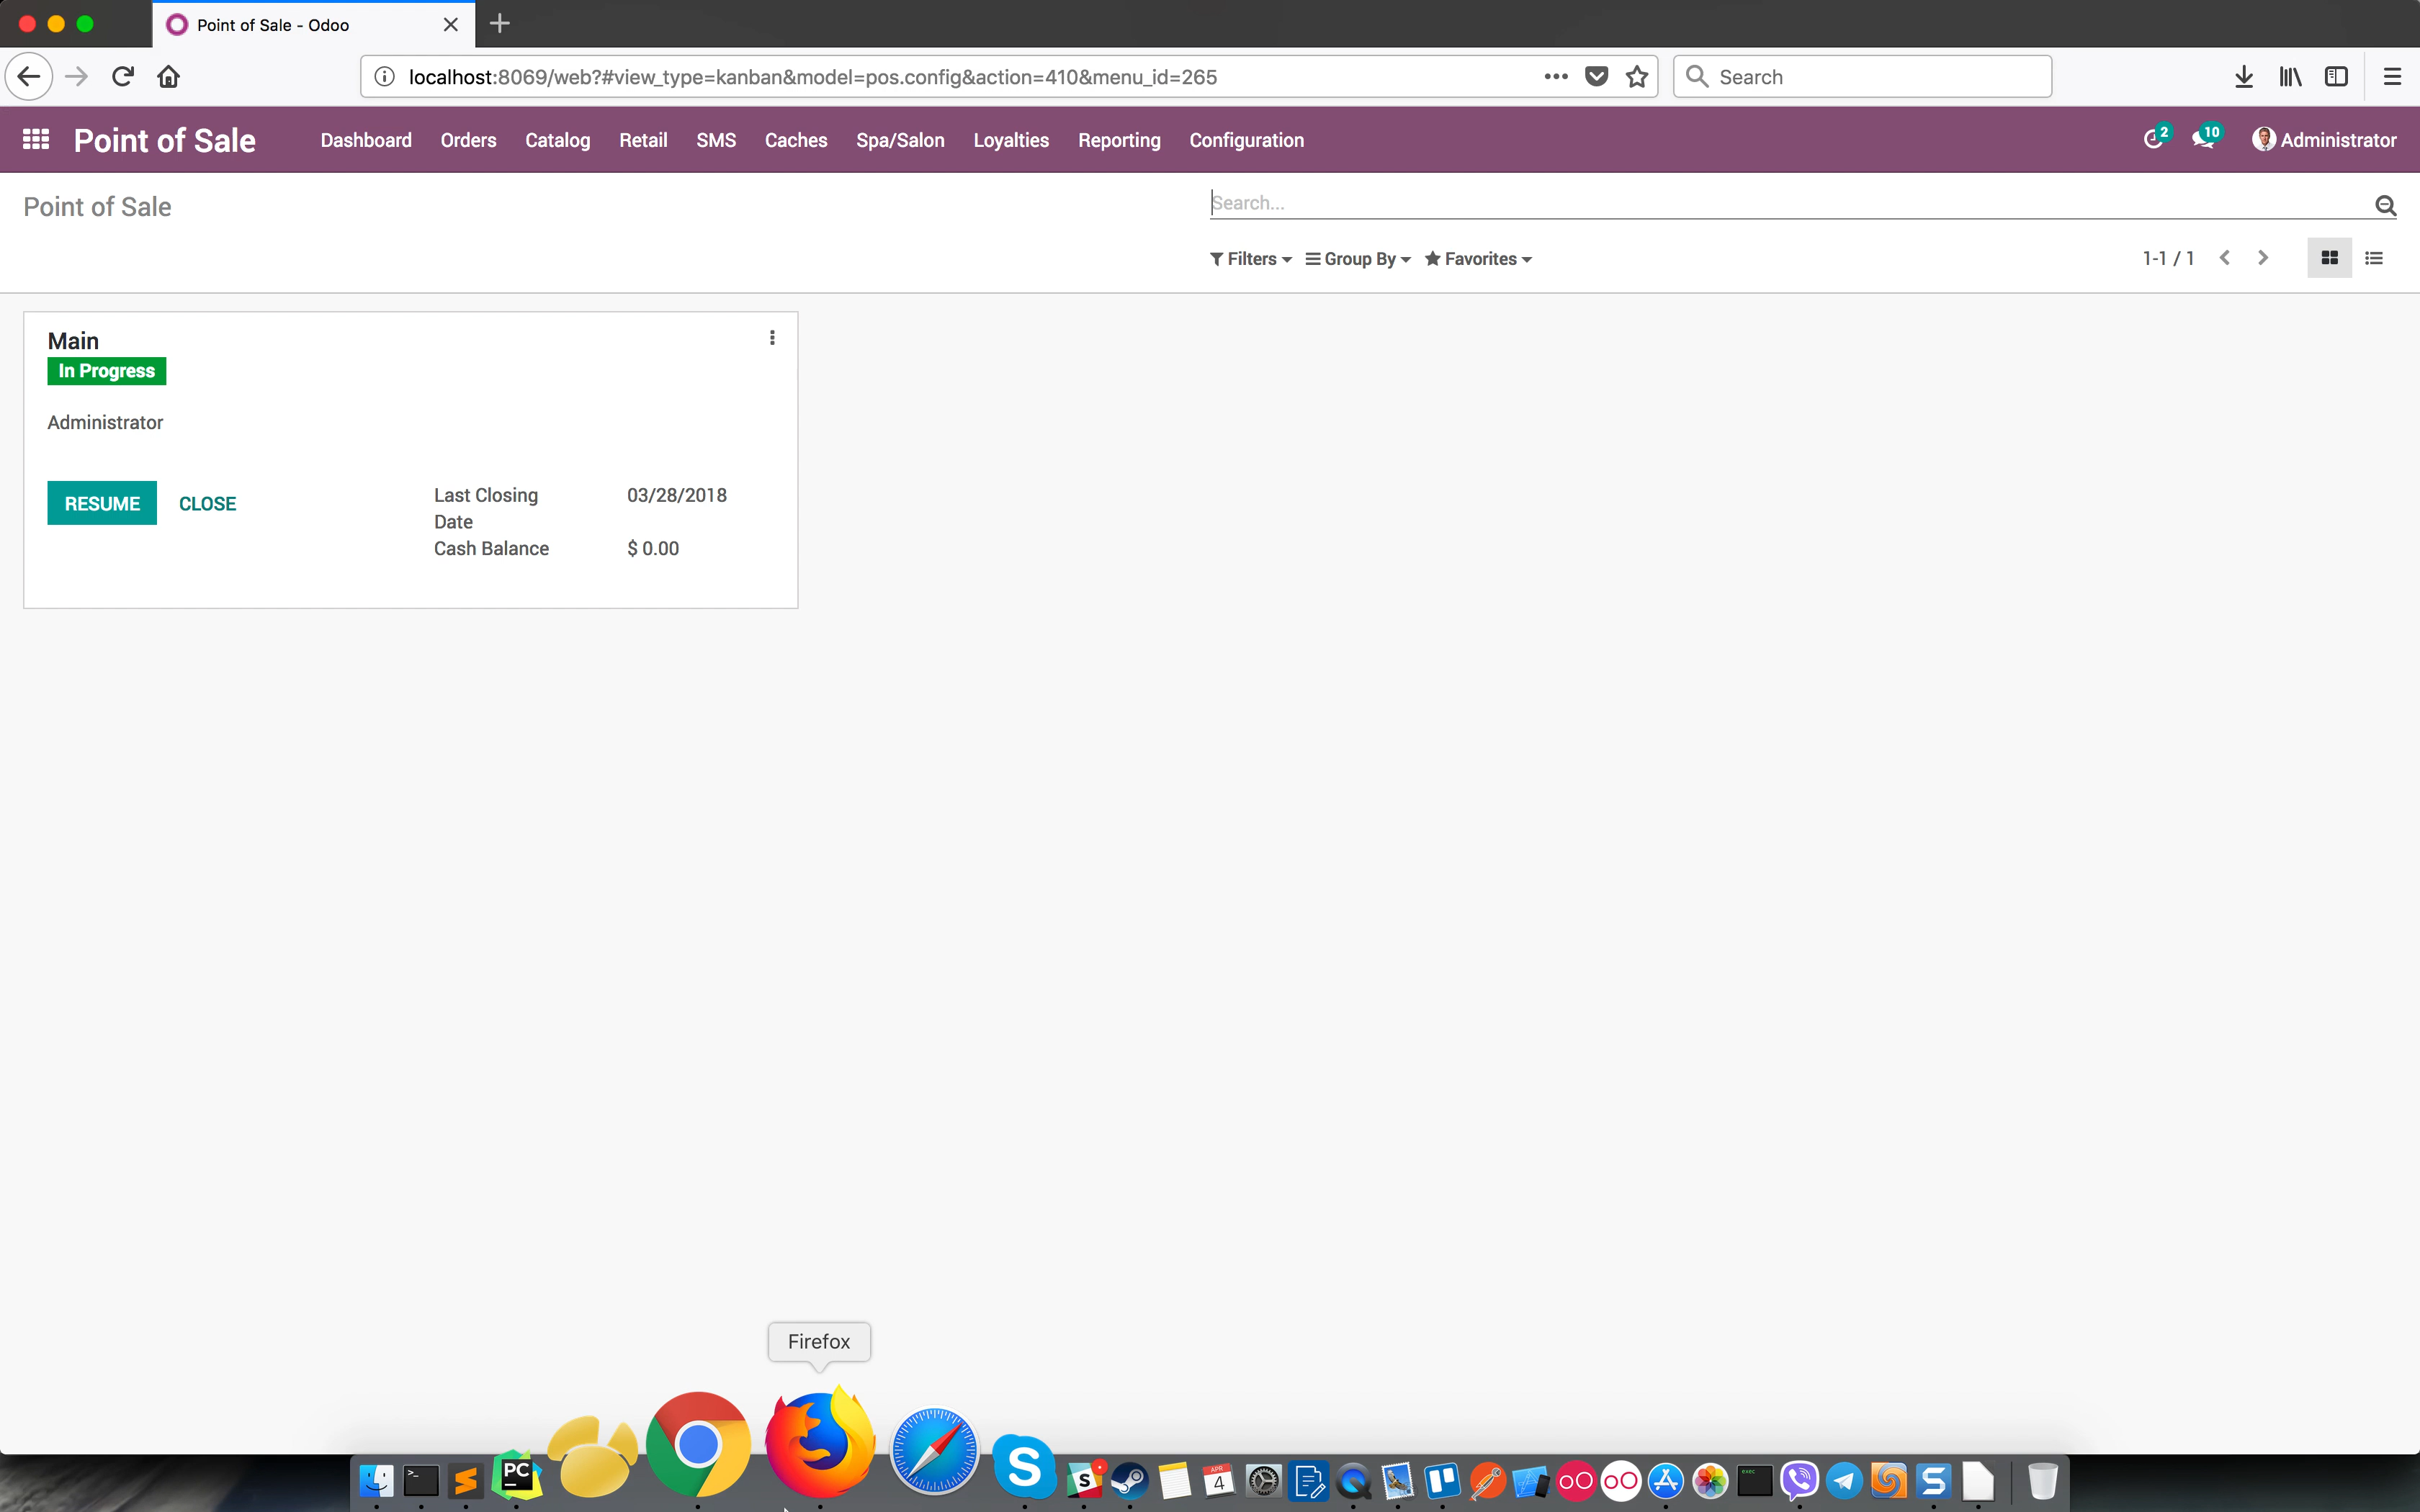 Point of Sale - Odoo
localhost:8069/web?#view_type=kanban&model=pos.config&action=410&menu_id=265
Search
Point of Sale Dashboard Orders Catalog Retail SMS Caches Spa/Salon Loyalties Reporting Configuration 2 10 Administrator
Point of Sale
Search...
Filters Group By Favorites 1-1 / 1
Main
In Progress
Administrator
RESUME CLOSE
Last Closing Date 03/28/2018
Cash Balance $ 0.00
Firefox
PC
S
S
APR
4
exec
S